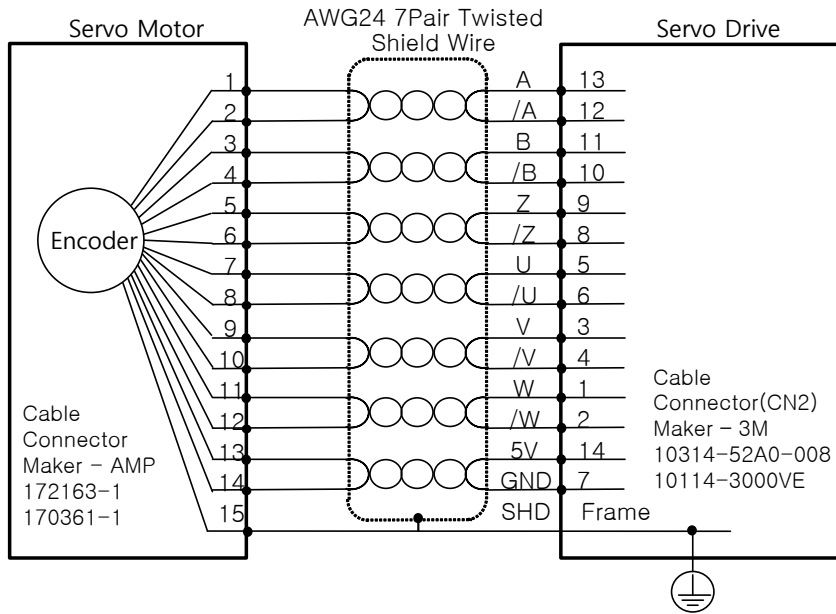 AWG24 7Pair Twisted
Shield Wire
Servo Motor
Servo Drive
1 A 13
2 /A 12
3 B 11
4 /B 10
5 Z 9
6 /Z 8
7 U 5
8 /U 6
9 V 3
10 /V 4
11 W 1
12 /W 2
13 5V 14
14 GND 7
15 SHD Frame
Encoder
Cable
Connector
Maker - AMP
172163-1
170361-1
Cable
Connector(CN2)
Maker - 3M
10314-52A0-008
10114-3000VE